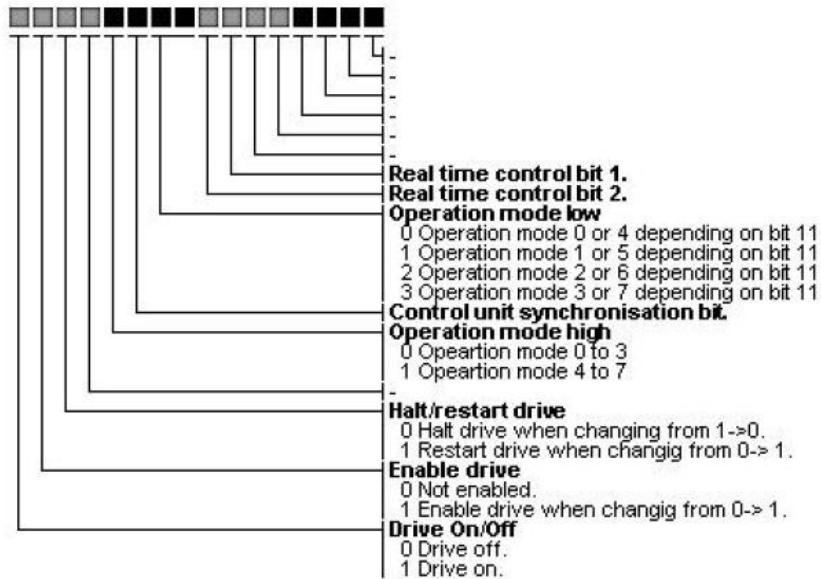 -
-
-
-
-
-
Real time control bit 1.
Real time control bit 2.
Operation mode low
0 Operation mode 0 or 4 depending on bit 11
1 Operation mode 1 or 5 depending on bit 11
2 Operation mode 2 or 6 depending on bit 11
3 Operation mode 3 or 7 depending on bit 11
Control unit synchronisation bit.
Operation mode high
0 Opeartion mode 0 to 3
1 Opeartion mode 4 to 7
-
Halt/restart drive
0 Halt drive when changing from 1->0.
1 Restart drive when changig from 0-> 1.
Enable drive
0 Not enabled.
1 Enable drive when changig from 0-> 1.
Drive On/Off
0 Drive off.
1 Drive on.